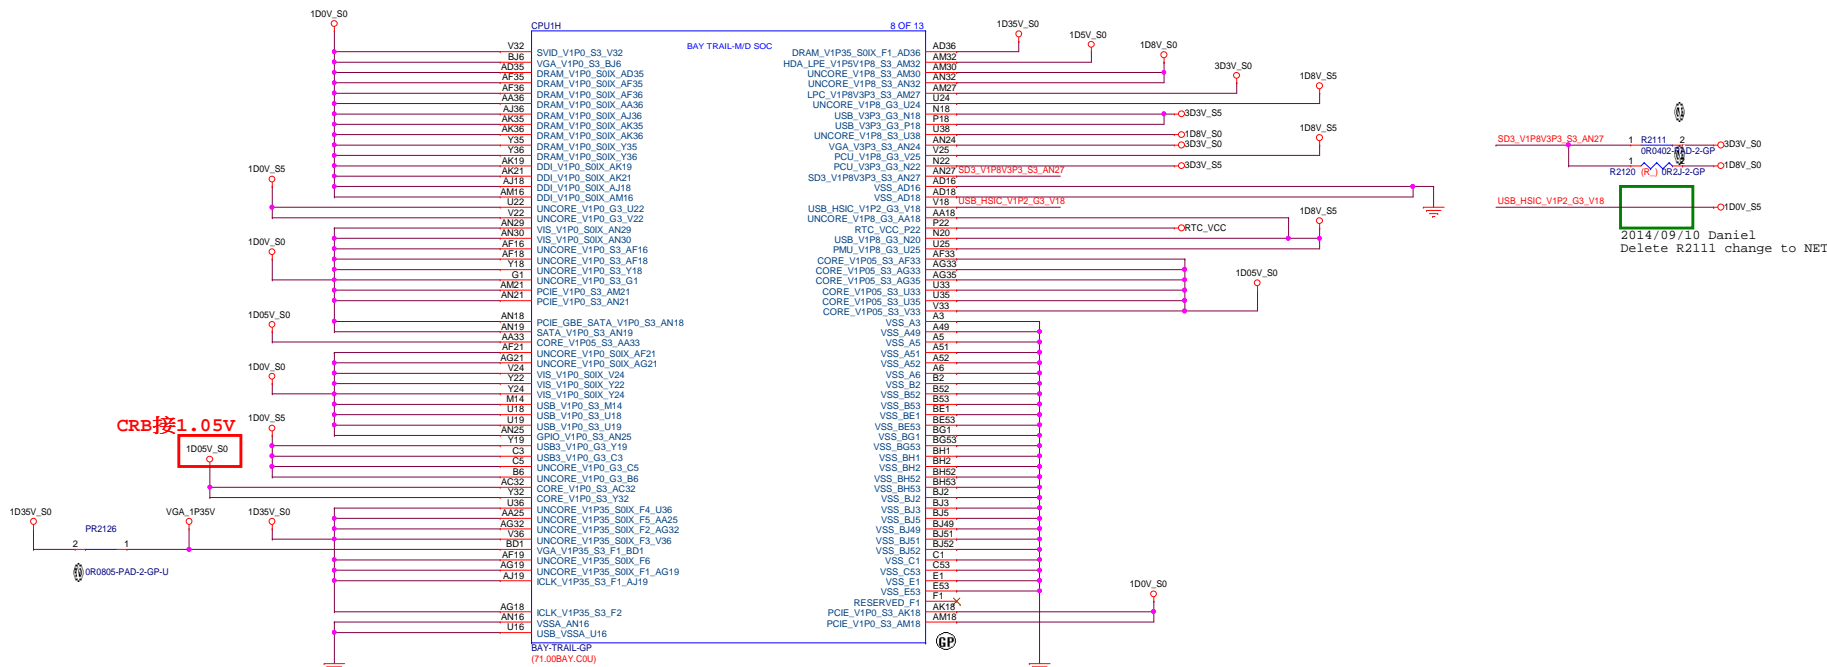 1D0V_S0
CPU1H
8 OF 13
BAY TRAIL-M/D SOC
V32 SVID_V1P0_S3_V32
BJ6 VGA_V1P0_S3_BJ6
AD35 DRAM_V1P0_S0IX_AD35
AF35 DRAM_V1P0_S0IX_AF35
AF36 DRAM_V1P0_S0IX_AF36
AA36 DRAM_V1P0_S0IX_AA36
AJ36 DRAM_V1P0_S0IX_AJ36
AK35 DRAM_V1P0_S0IX_AK35
AK36 DRAM_V1P0_S0IX_AK36
Y35 DRAM_V1P0_S0IX_Y35
Y36 DRAM_V1P0_S0IX_Y36
AK19 DDI_V1P0_S0IX_AK19
AK21 DDI_V1P0_S0IX_AK21
AJ18 DDI_V1P0_S0IX_AJ18
AM16 DDI_V1P0_S0IX_AM16
1D0V_S5
U22 UNCORE_V1P0_G3_U22
V22 UNCORE_V1P0_G3_V22
AN29 VIS_V1P0_S0IX_AN29
AN30 VIS_V1P0_S0IX_AN30
1D0V_S0
AF16 UNCORE_V1P0_S3_AF16
AF18 UNCORE_V1P0_S3_AF18
Y18 UNCORE_V1P0_S3_Y18
G1 UNCORE_V1P0_S3_G1
AM21 PCIE_V1P0_S3_AM21
AN21 PCIE_V1P0_S3_AN21
AN18 PCIE_GBE_SATA_V1P0_S3_AN18
AN19 SATA_V1P0_S3_AN19
1D05V_S0
AA33 CORE_V1P05_S3_AA33
AF21 UNCORE_V1P0_S0IX_AF21
AG21 UNCORE_V1P0_S0IX_AG21
V24 VIS_V1P0_S0IX_V24
Y22 VIS_V1P0_S0IX_Y22
Y24 VIS_V1P0_S0IX_Y24
1D0V_S0
M14 USB_V1P0_S3_M14
U18 USB_V1P0_S3_U18
U19 USB_V1P0_S3_U19
AN25 GPIO_V1P0_S3_AN25
1D0V_S5
Y19 USB3_V1P0_G3_Y19
C3 USB3_V1P0_G3_C3
C5 UNCORE_V1P0_G3_C5
B6 UNCORE_V1P0_G3_B6
CRB接1.05V
1D05V_S0
AC32 CORE_V1P0_S3_AC32
Y32 CORE_V1P0_S3_Y32
U36 UNCORE_V1P35_S0IX_F4_U36
AA25 UNCORE_V1P35_S0IX_F5_AA25
AG32 UNCORE_V1P35_S0IX_F2_AG32
V36 UNCORE_V1P35_S0IX_F3_V36
1D35V_S0
VGA_1P35V
1D35V_S0
PR2126
2 1
0R0805-PAD-2-GP-U
BD1 VGA_V1P35_S3_F1_BD1
AF19 UNCORE_V1P35_S0IX_F6
AG19 UNCORE_V1P35_S0IX_F1_AG19
AJ19 ICLK_V1P35_S3_F1_AJ19
AG18 ICLK_V1P35_S3_F2
AN16 VSSA_AN16
U16 USB_VSSA_U16
BAY-TRAIL-GP
(71.00BAY.C0U)
1D35V_S0
1D5V_S0
1D8V_S0
3D3V_S0
1D8V_S5
DRAM_V1P35_S0IX_F1_AD36 AD36
HDA_LPE_V1P5V1P8_S3_AM32 AM32
UNCORE_V1P8_S3_AM30 AM30
UNCORE_V1P8_S3_AN32 AN32
LPC_V1P8V3P3_S3_AM27 AM27
UNCORE_V1P8_G3_U24 U24
USB_V3P3_G3_N18 N18 3D3V_S5
USB_V3P3_G3_P18 P18
UNCORE_V1P8_S3_U38 U38 1D8V_S0
VGA_V3P3_S3_AN24 AN24 3D3V_S0
1D8V_S5
PCU_V1P8_G3_V25 V25
PCU_V3P3_G3_N22 N22 3D3V_S5
SD3_V1P8V3P3_S3_AN27 AN27 SD3_V1P8V3P3_S3_AN27
VSS_AD16 AD16
VSS_AD18 AD18
USB_HSIC_V1P2_G3_V18 V18 USB_HSIC_V1P2_G3_V18
1D8V_S5
UNCORE_V1P8_G3_AA18 AA18
RTC_VCC_P22 P22 RTC_VCC
USB_V1P8_G3_N20 N20
PMU_V1P8_G3_U25 U25
CORE_V1P05_S3_AF33 AF33
CORE_V1P05_S3_AG33 AG33
CORE_V1P05_S3_AG35 AG35
CORE_V1P05_S3_U33 U33
CORE_V1P05_S3_U35 U35
CORE_V1P05_S3_V33 V33
1D05V_S0
VSS_A3 A3
VSS_A49 A49
VSS_A5 A5
VSS_A51 A51
VSS_A52 A52
VSS_A6 A6
VSS_B2 B2
VSS_B52 B52
VSS_B53 B53
VSS_BE1 BE1
VSS_BE53 BE53
VSS_BG1 BG1
VSS_BG53 BG53
VSS_BH1 BH1
VSS_BH2 BH2
VSS_BH52 BH52
VSS_BH53 BH53
VSS_BJ2 BJ2
VSS_BJ3 BJ3
VSS_BJ5 BJ5
VSS_BJ49 BJ49
VSS_BJ51 BJ51
VSS_BJ52 BJ52
VSS_C1 C1
VSS_C53 C53
VSS_E1 E1
VSS_E53 E53
RESERVED_F1 F1
PCIE_V1P0_S3_AK18 AK18
PCIE_V1P0_S3_AM18 AM18
1D0V_S0
GP
SD3_V1P8V3P3_S3_AN27 1 R2111 2 3D3V_S0
0R0402-PAD-2-GP
1 1D8V_S0
R2120 (R_) 0R2J-2-GP
USB_HSIC_V1P2_G3_V18 1D0V_S5
2014/09/10 Daniel
Delete R2111 change to NET